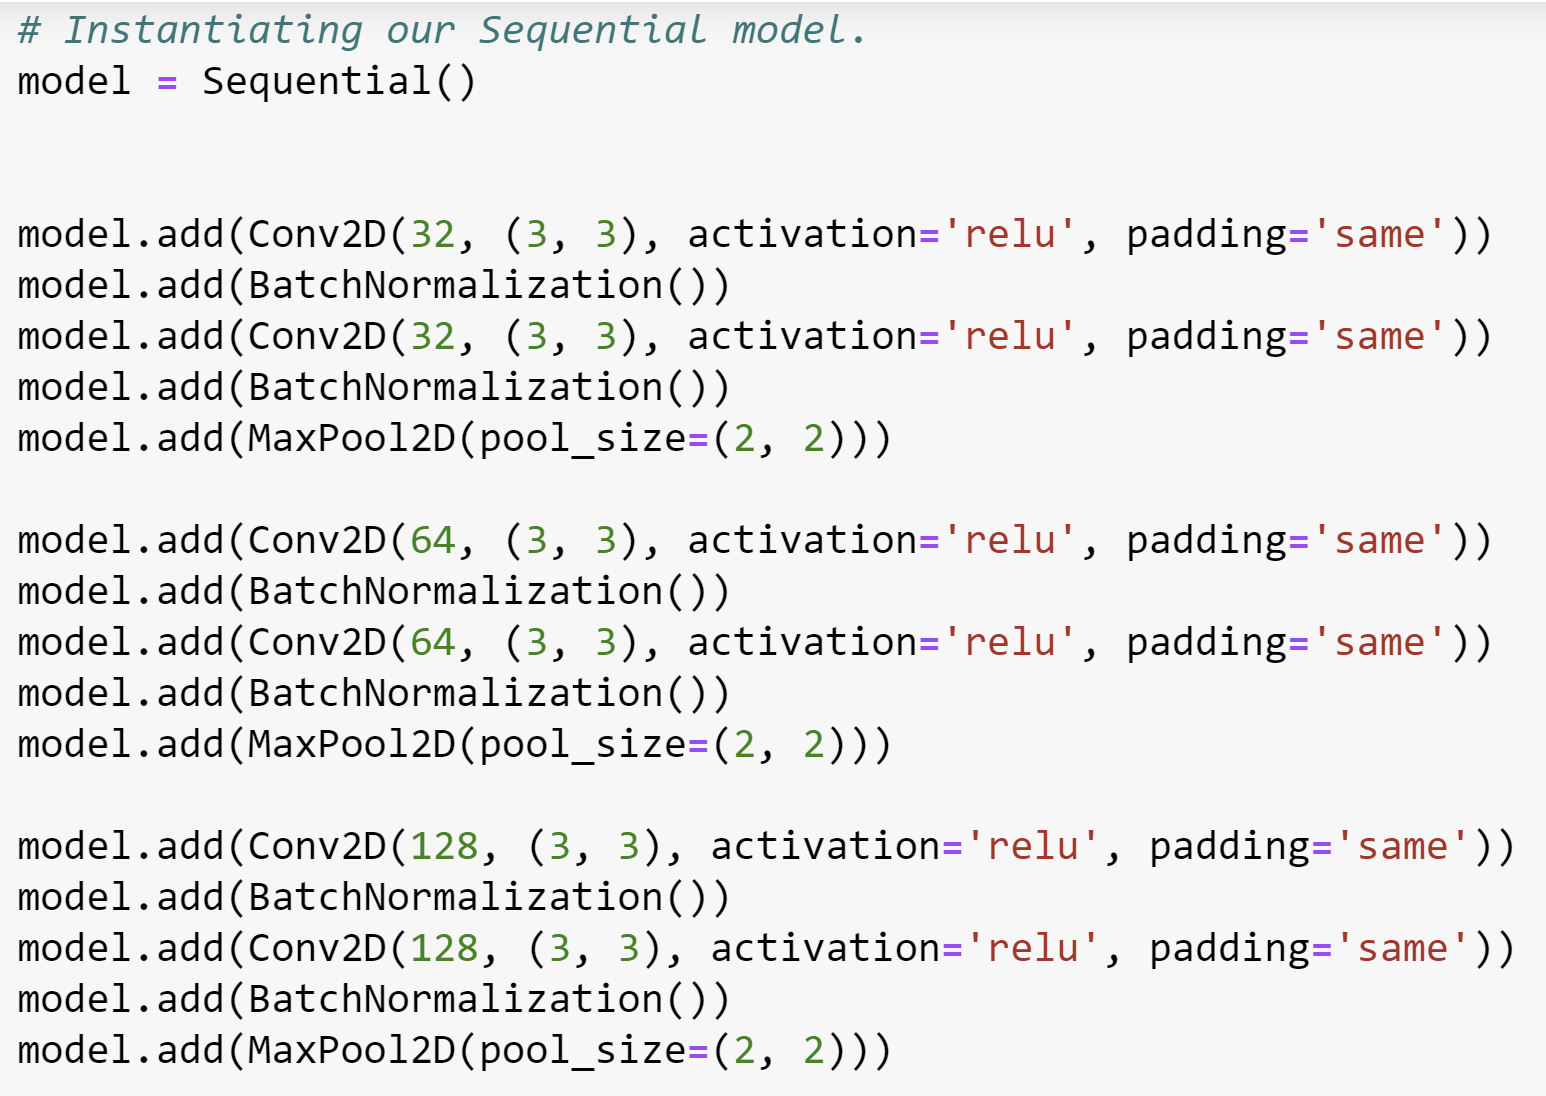 # Instantiating our Sequential model.
model = Sequential()
model.add(Conv2D(32, (3, 3), activation='relu', padding='same'))
model.add(BatchNormalization())
model.add(Conv2D(32, (3, 3), activation='relu', padding='same'))
model.add(BatchNormalization())
model.add(MaxPool2D(pool_size=(2, 2)))
model.add(Conv2D(64, (3, 3), activation='relu', padding='same'))
model.add(BatchNormalization())
model.add(Conv2D(64, (3, 3), activation='relu', padding='same'))
model.add(BatchNormalization())
model.add(MaxPool2D(pool_size=(2, 2)))
model.add(Conv2D(128, (3, 3), activation='relu', padding='same'))
model.add(BatchNormalization())
model.add(Conv2D(128, (3, 3), activation='relu', padding='same'))
model.add(BatchNormalization())
model.add(MaxPool2D(pool_size=(2, 2)))